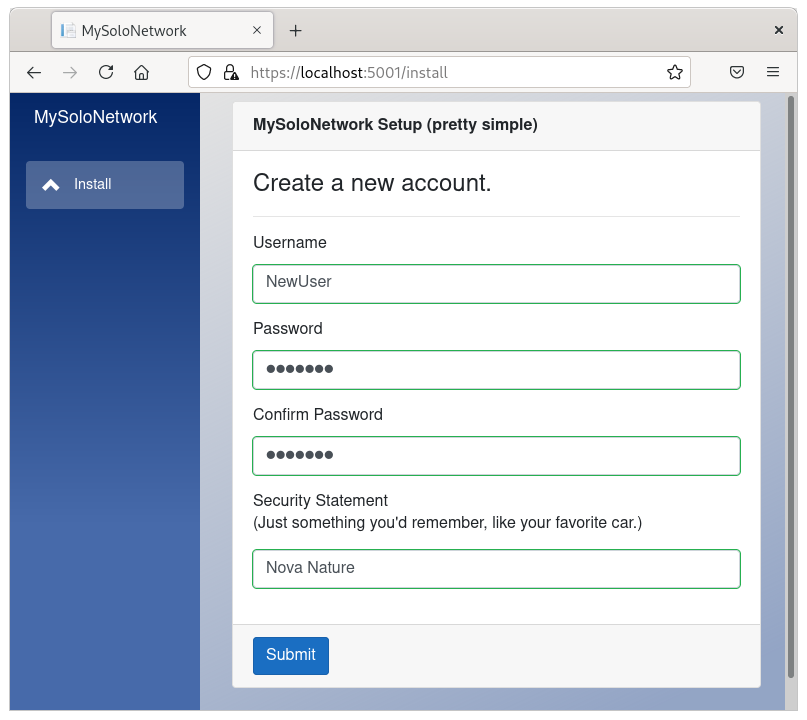 MySoloNetwork
https://localhost:5001/install
MySoloNetwork
Install
MySoloNetwork Setup (pretty simple)
Create a new account.
Username
NewUser
Password
●●●●●●●
Confirm Password
●●●●●●●
Security Statement
(Just something you'd remember, like your favorite car.)
Nova Nature
Submit